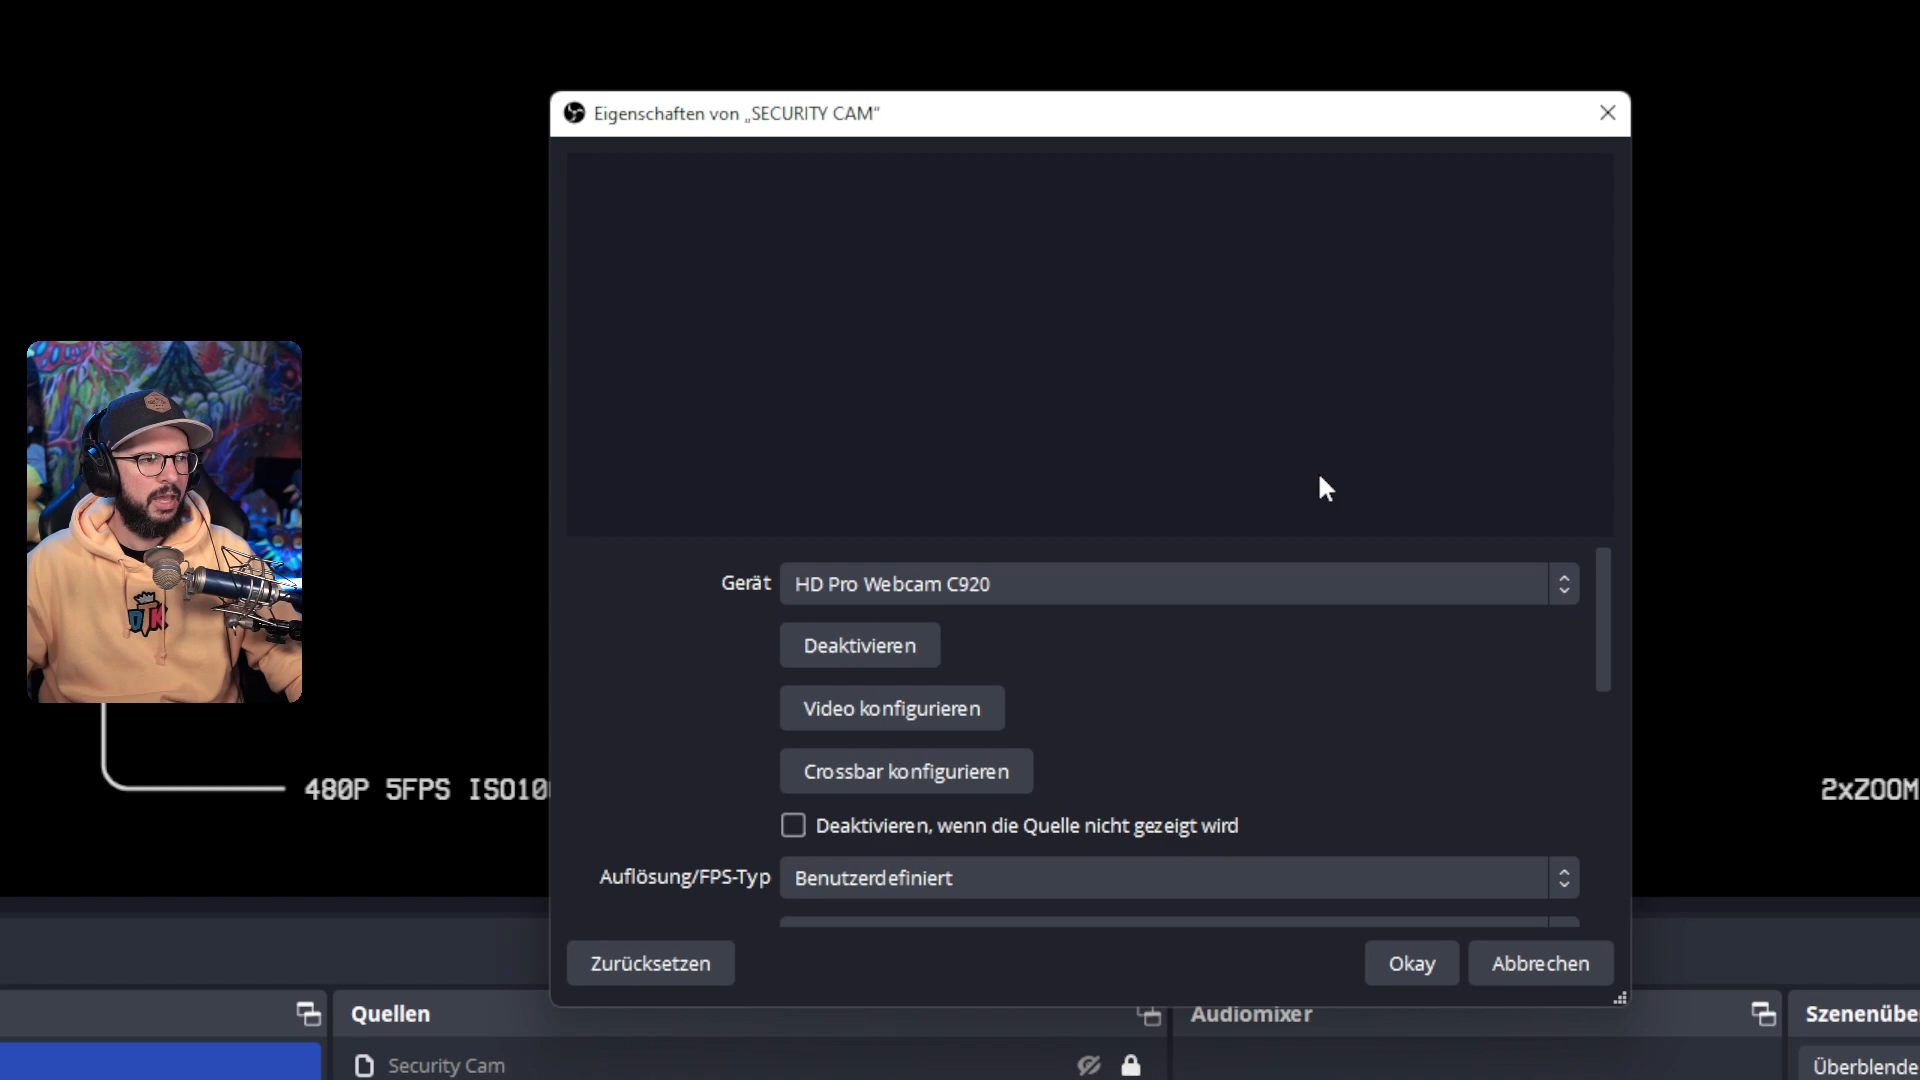 Eigenschaften von „SECURITY CAM“
Gerät
HD Pro Webcam C920
Deaktivieren
Video konfigurieren
Crossbar konfigurieren
Deaktivieren, wenn die Quelle nicht gezeigt wird
Auflösung/FPS-Typ
Benutzerdefiniert
Zurücksetzen
Okay
Abbrechen
480P 5FPS
2xZOOM
Quellen
Audiomixer
Security Cam